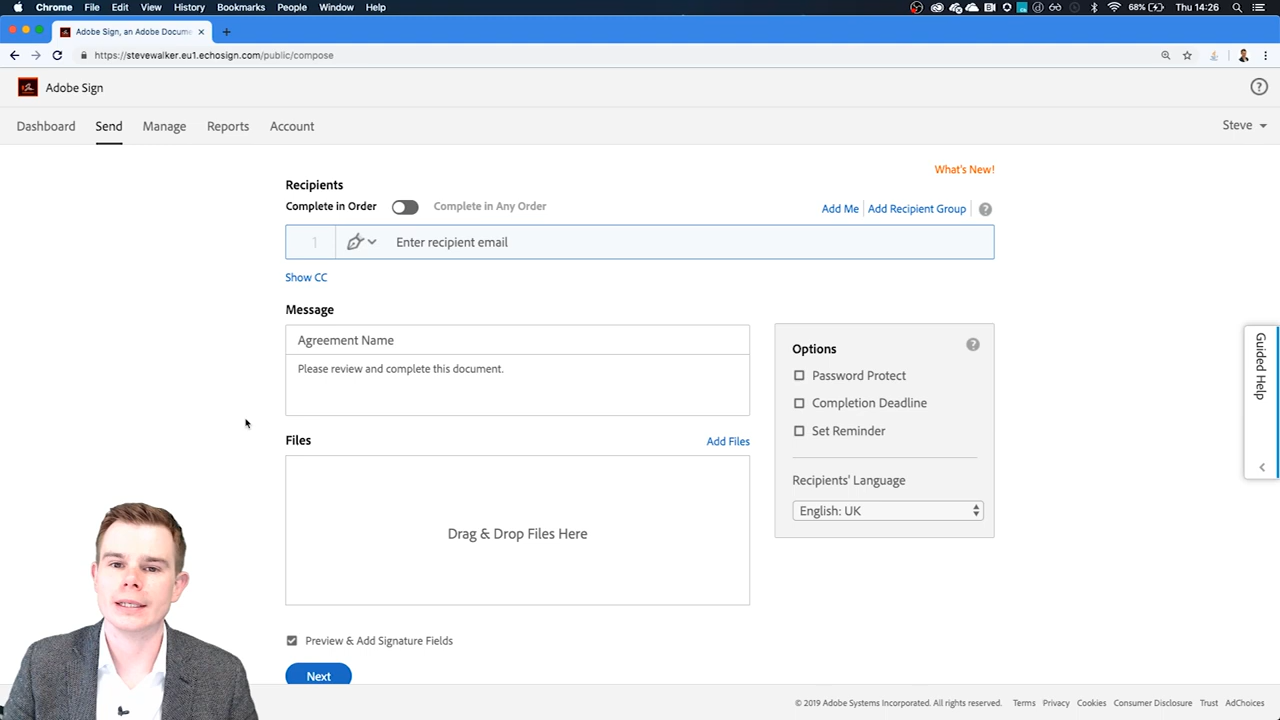 Chrome File Edit View History Bookmarks People Window Help 68% Thu 14:26
Adobe Sign, an Adobe Docume
https://stevewalker.eu1.echosign.com/public/compose
Adobe Sign
Dashboard Send Manage Reports Account Steve
What's New!
Recipients
Complete in Order Complete in Any Order Add Me Add Recipient Group ?
1 Enter recipient email
Show CC
Message
Agreement Name
Please review and complete this document.
Options ?
Password Protect
Completion Deadline
Set Reminder
Recipients' Language
English: UK
Guided Help
Files Add Files
Drag & Drop Files Here
Preview & Add Signature Fields
Next
© 2019 Adobe Systems Incorporated. All rights reserved. Terms Privacy Cookies Consumer Disclosure Trust AdChoices